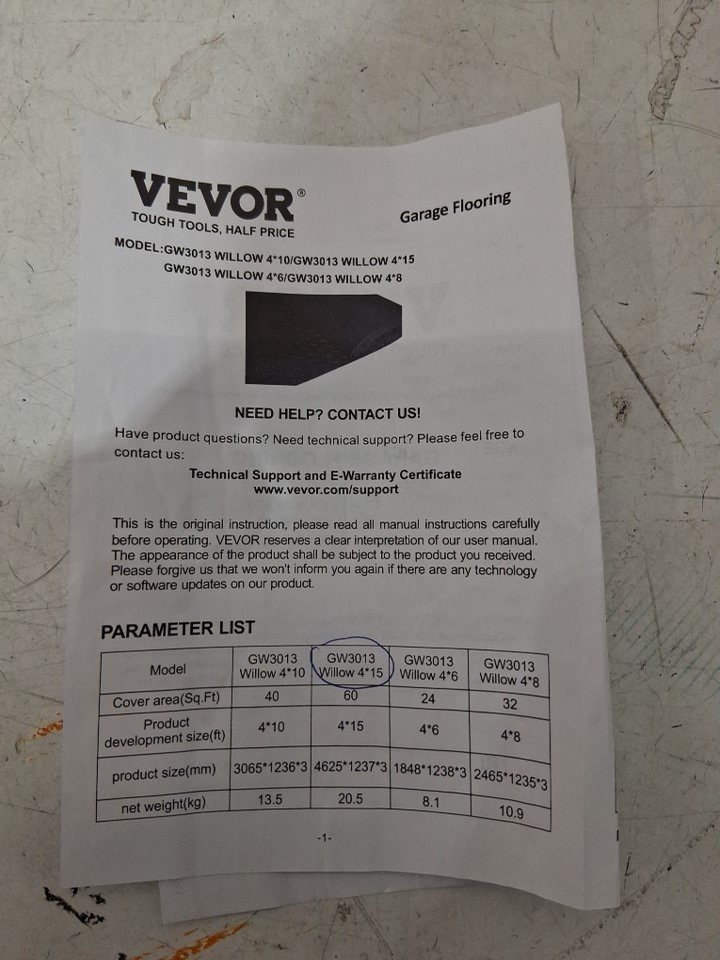 VEVOR®
TOUGH TOOLS, HALF PRICE
Garage Flooring
MODEL:GW3013 WILLOW 4*10/GW3013 WILLOW 4*15
GW3013 WILLOW 4*6/GW3013 WILLOW 4*8
NEED HELP? CONTACT US!
Have product questions? Need technical support? Please feel free to
contact us:
Technical Support and E-Warranty Certificate
www.vevor.com/support
This is the original instruction, please read all manual instructions carefully
before operating. VEVOR reserves a clear interpretation of our user manual.
The appearance of the product shall be subject to the product you received.
Please forgive us that we won't inform you again if there are any technology
or software updates on our product.
PARAMETER LIST
Model GW3013 Willow 4*10 GW3013 Willow 4*15 GW3013 Willow 4*6 GW3013 Willow 4*8
Cover area(Sq.Ft) 40 60 24 32
Product development size(ft) 4*10 4*15 4*6 4*8
product size(mm) 3065*1236*3 4625*1237*3 1848*1238*3 2465*1235*3
net weight(kg) 13.5 20.5 8.1 10.9
-1-